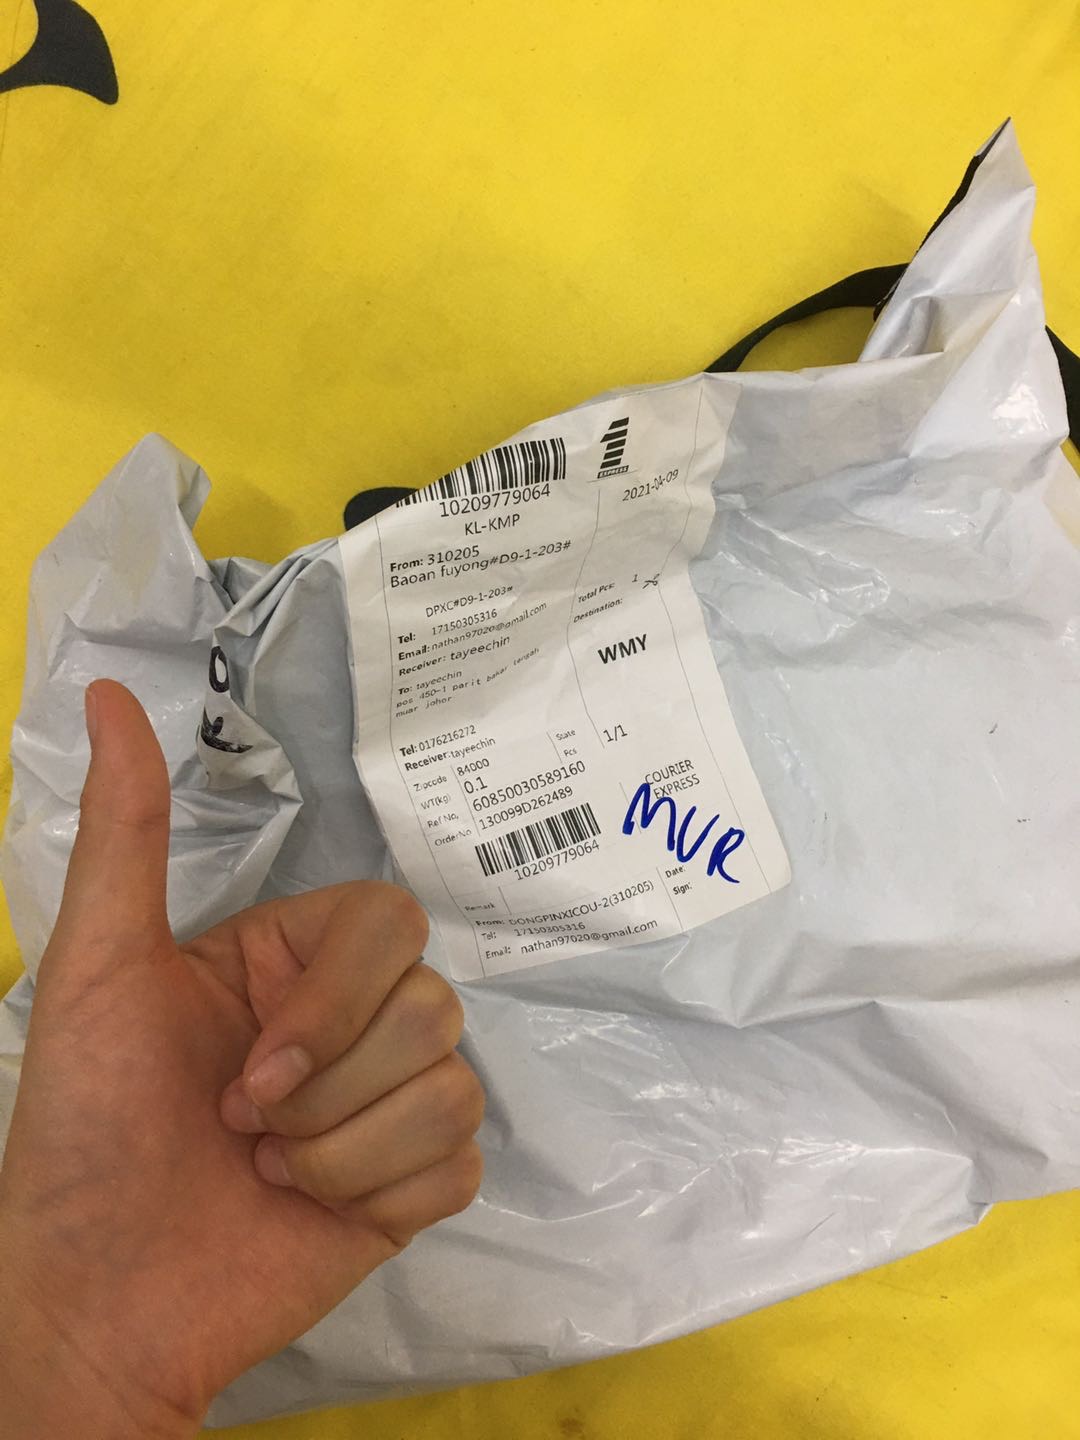 EXPRESS
10209779064
2021-04-09
KL-KMP
From: 310205
Baoan fuyong#D9-1-203#
DPXC#D9-1-203#
Tel: 17150305316
Email: nathan97020@gmail.com
Receiver: tayeechin
Total Pcs: 1
Destination:
WMY
To: tayeechin
pos 450-1 parit bakar tengah
muar johor
Tel: 0176216272
Receiver: tayeechin
Zipcode 84000 State
WT(kg) 0.1 Pcs 1/1
Ref No. 60850030589160
OrderNo 130099D262489
COURIER
EXPRESS
MUR
10209779064
Remark
Date:
Sign:
From: DONGPINXICOU-2(310205)
Tel: 17150305316
Email: nathan97020@gmail.com